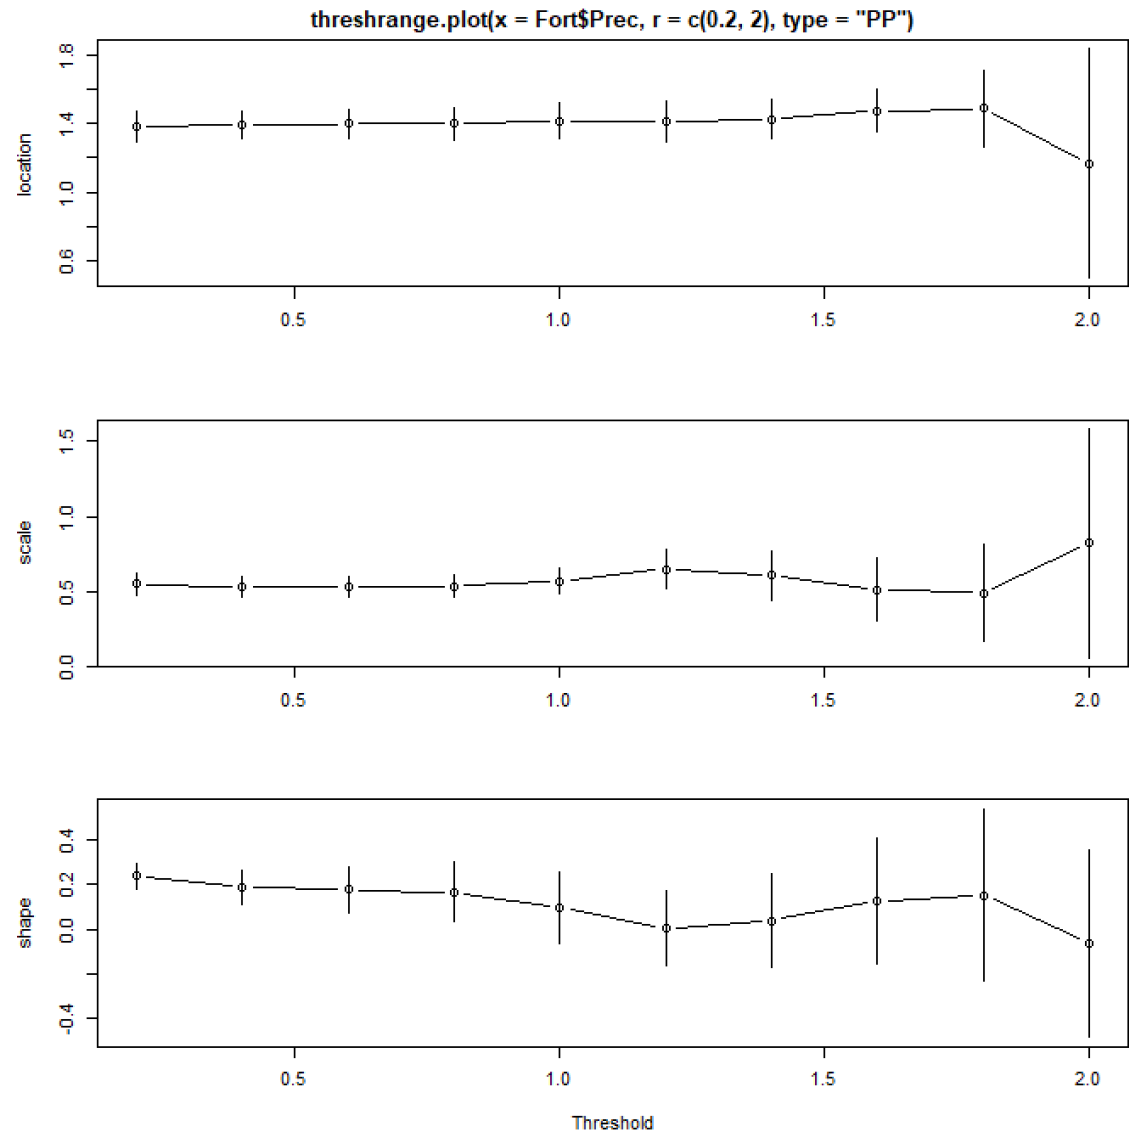 threshrange.plot(x = Fort$Prec, r = c(0.2, 2), type = "PP")
1.8
1.4
1.0
0.6
location
0.5 1.0 1.5 2.0
1.5
1.0
0.5
0.0
scale
0.5 1.0 1.5 2.0
0.4
0.2
0.0
-0.4
shape
0.5 1.0 1.5 2.0
Threshold